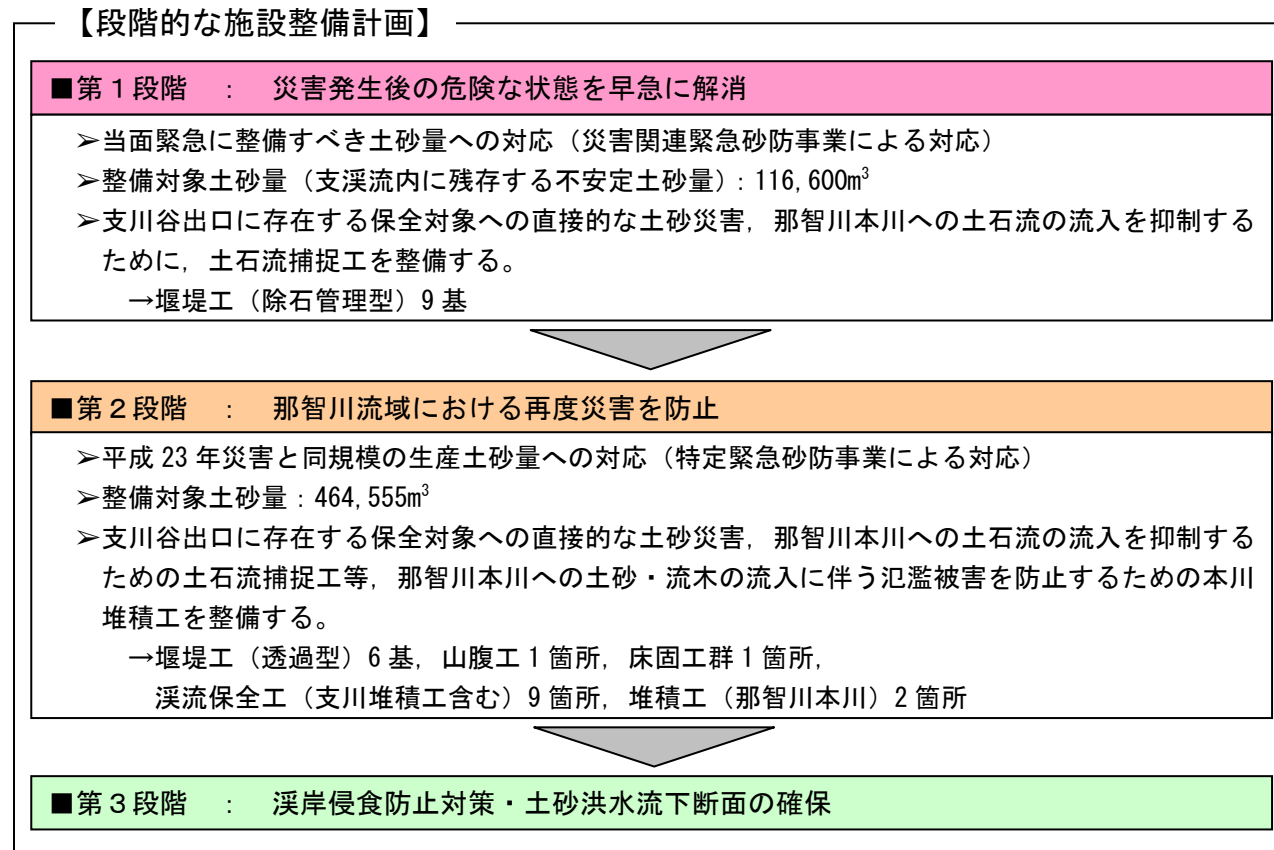 【段階的な施設整備計画】
■第１段階　：　災害発生後の危険な状態を早急に解消
➢当面緊急に整備すべき土砂量への対応（災害関連緊急砂防事業による対応）
➢整備対象土砂量（支渓流内に残存する不安定土砂量）：116,600m³
➢支川谷出口に存在する保全対象への直接的な土砂災害，那智川本川への土石流の流入を抑制する
ために，土石流捕捉工を整備する。
→堰堤工（除石管理型）9 基
■第２段階　：　那智川流域における再度災害を防止
➢平成 23 年災害と同規模の生産土砂量への対応（特定緊急砂防事業による対応）
➢整備対象土砂量：464,555m³
➢支川谷出口に存在する保全対象への直接的な土砂災害，那智川本川への土石流の流入を抑制する
ための土石流捕捉工等，那智川本川への土砂・流木の流入に伴う氾濫被害を防止するための本川
堆積工を整備する。
→堰堤工（透過型）6 基，山腹工 1 箇所，床固工群 1 箇所，
渓流保全工（支川堆積工含む）9 箇所，堆積工（那智川本川）2 箇所
■第３段階　：　渓岸侵食防止対策・土砂洪水流下断面の確保